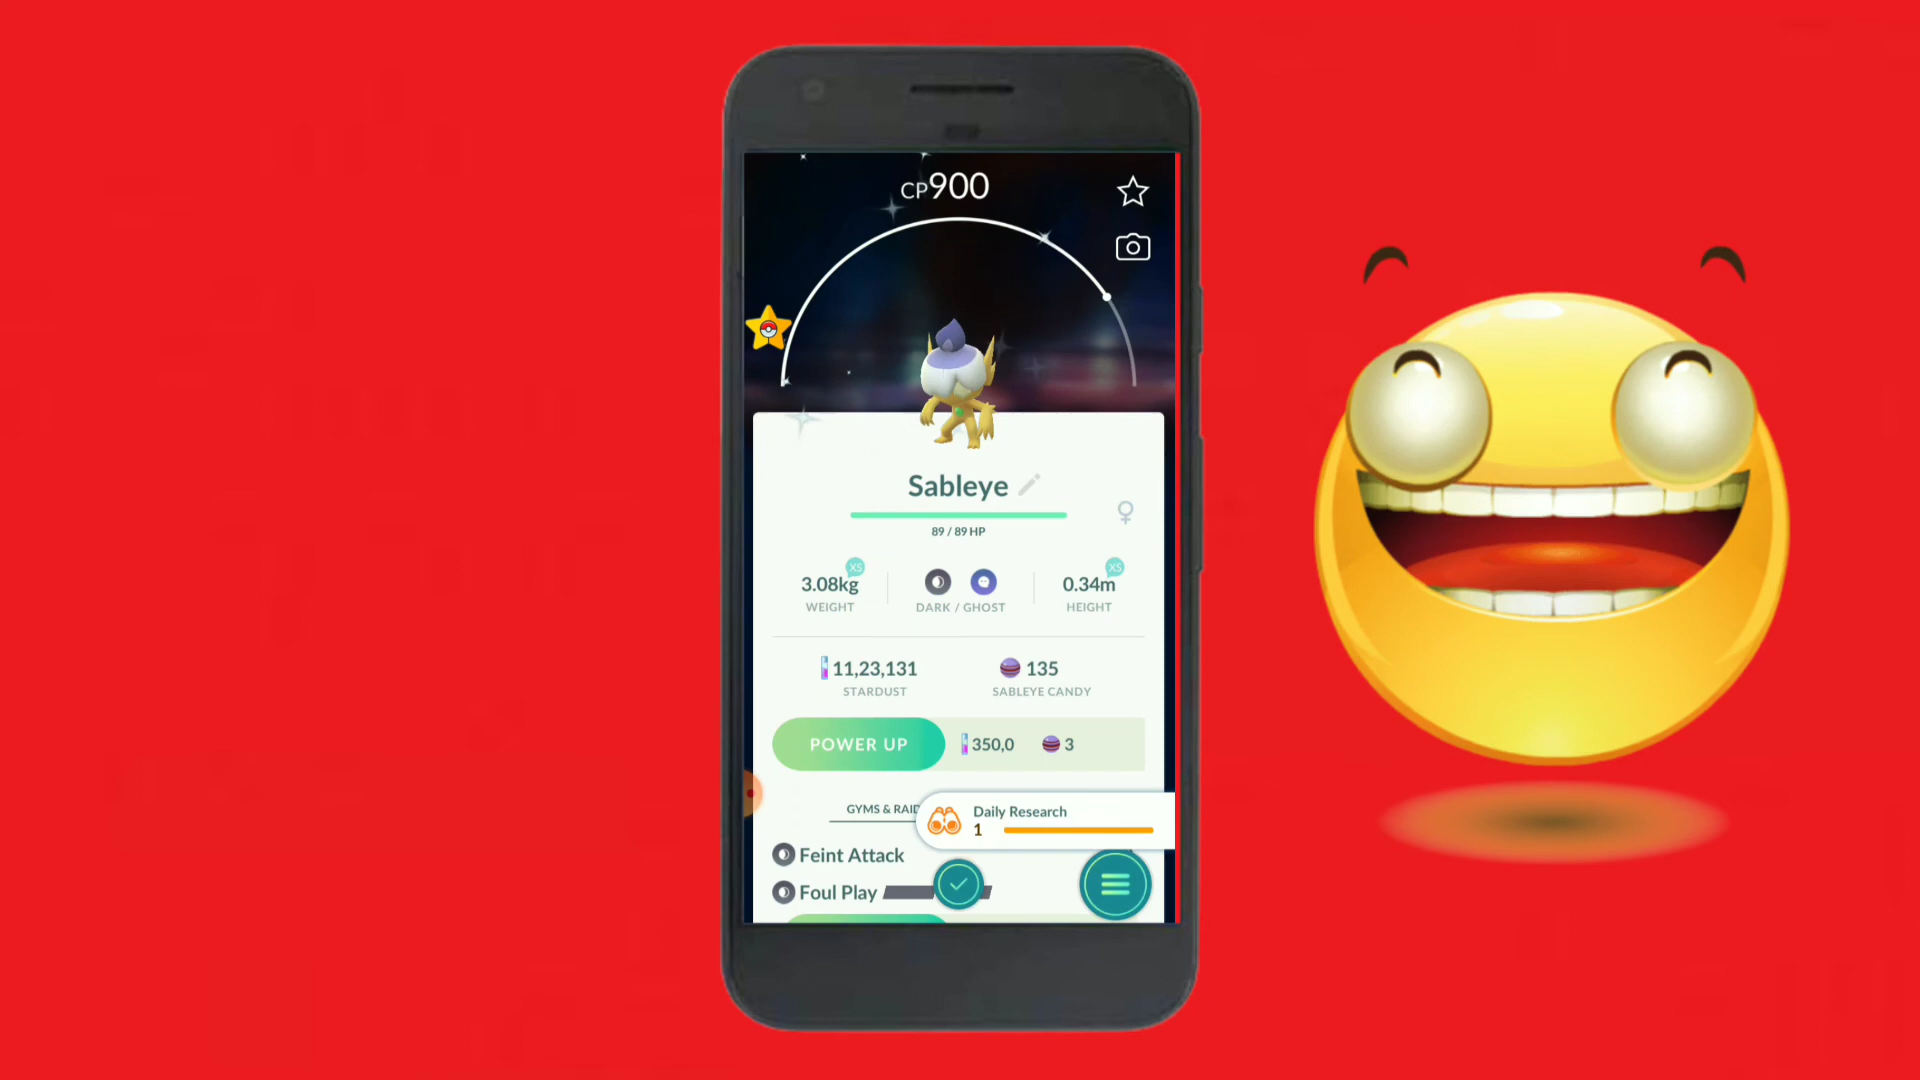 CP900
Sableye
89 / 89 HP
XS
XS
3.08kg
0.34m
WEIGHT
DARK / GHOST
HEIGHT
11,23,131
135
STARDUST
SABLEYE CANDY
POWER UP
350,0
3
GYMS & RAID
Daily Research
1
Feint Attack
Foul Play